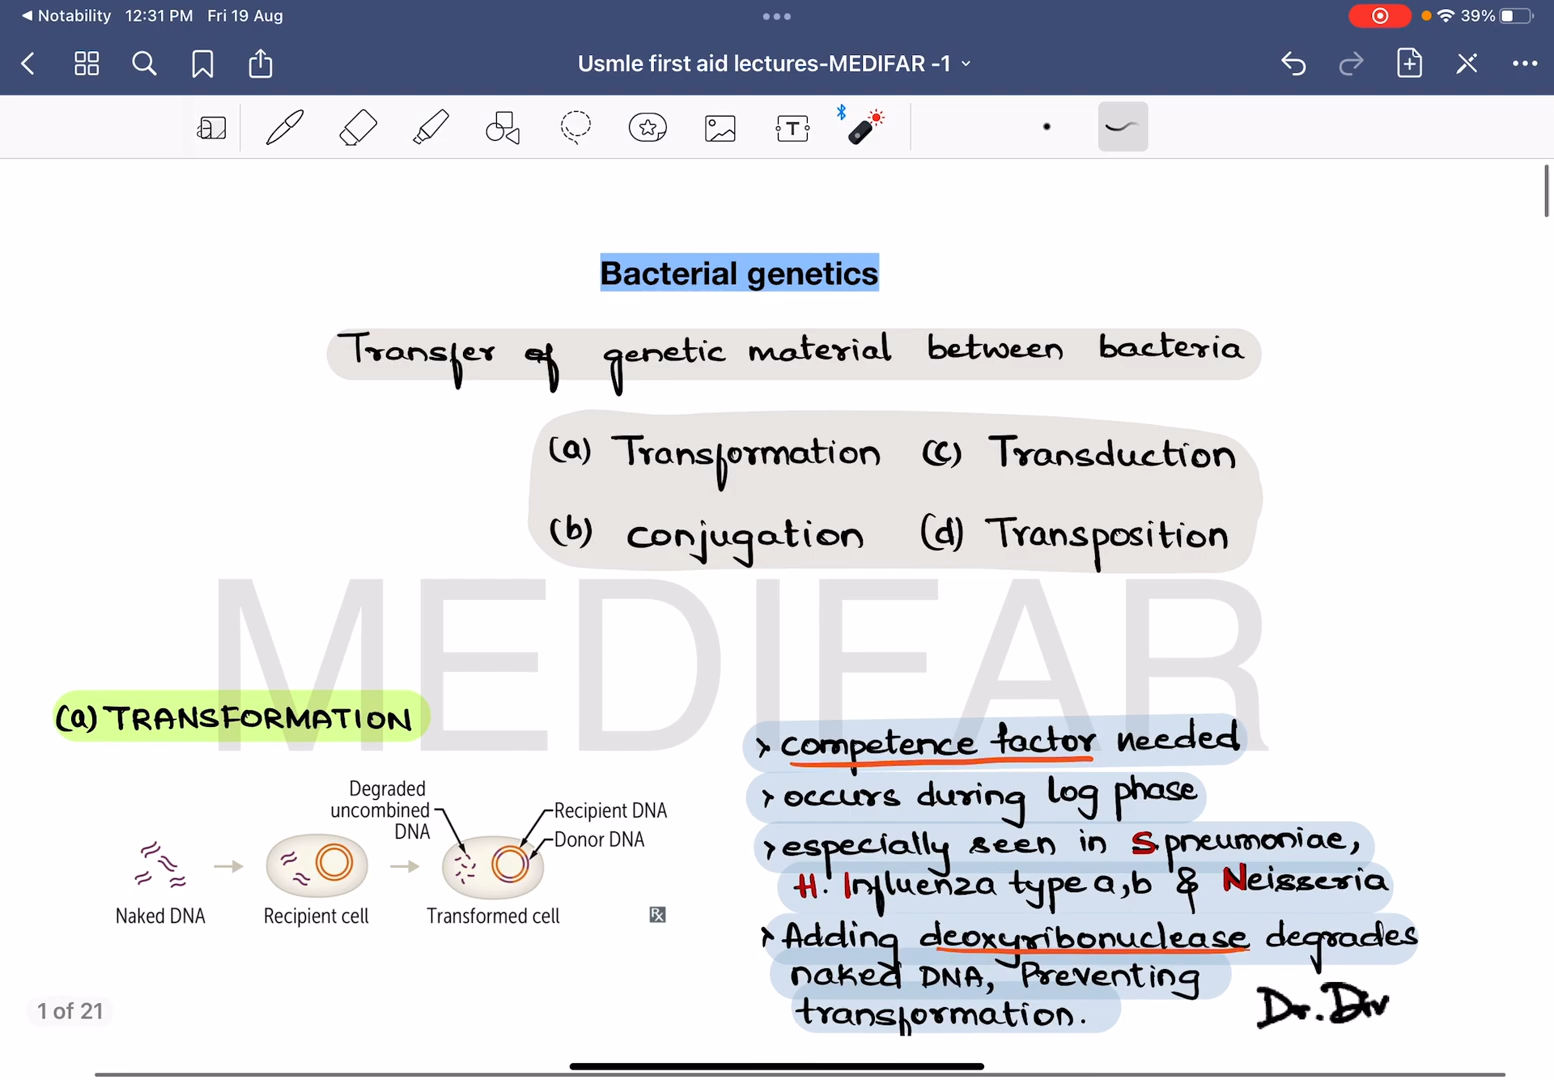 Notability 12:31 PM Fri 19 Aug
39%
Usmle first aid lectures-MEDIFAR -1
T
Bacterial genetics
Transfer of genetic material between bacteria
(a) Transformation (c) Transduction
(b) conjugation (d) Transposition
MEDIFAR
(a) TRANSFORMATION
Degraded
uncombined
DNA
Recipient DNA
Donor DNA
Naked DNA
Recipient cell
Transformed cell
Rx
> competence factor needed
> occurs during log phase
> especially seen in S.pneumoniae,
H. Influenza type a,b & Neisseria
> Adding deoxyribonuclease degrades
naked DNA, Preventing
transformation.
Dr. Div
1 of 21